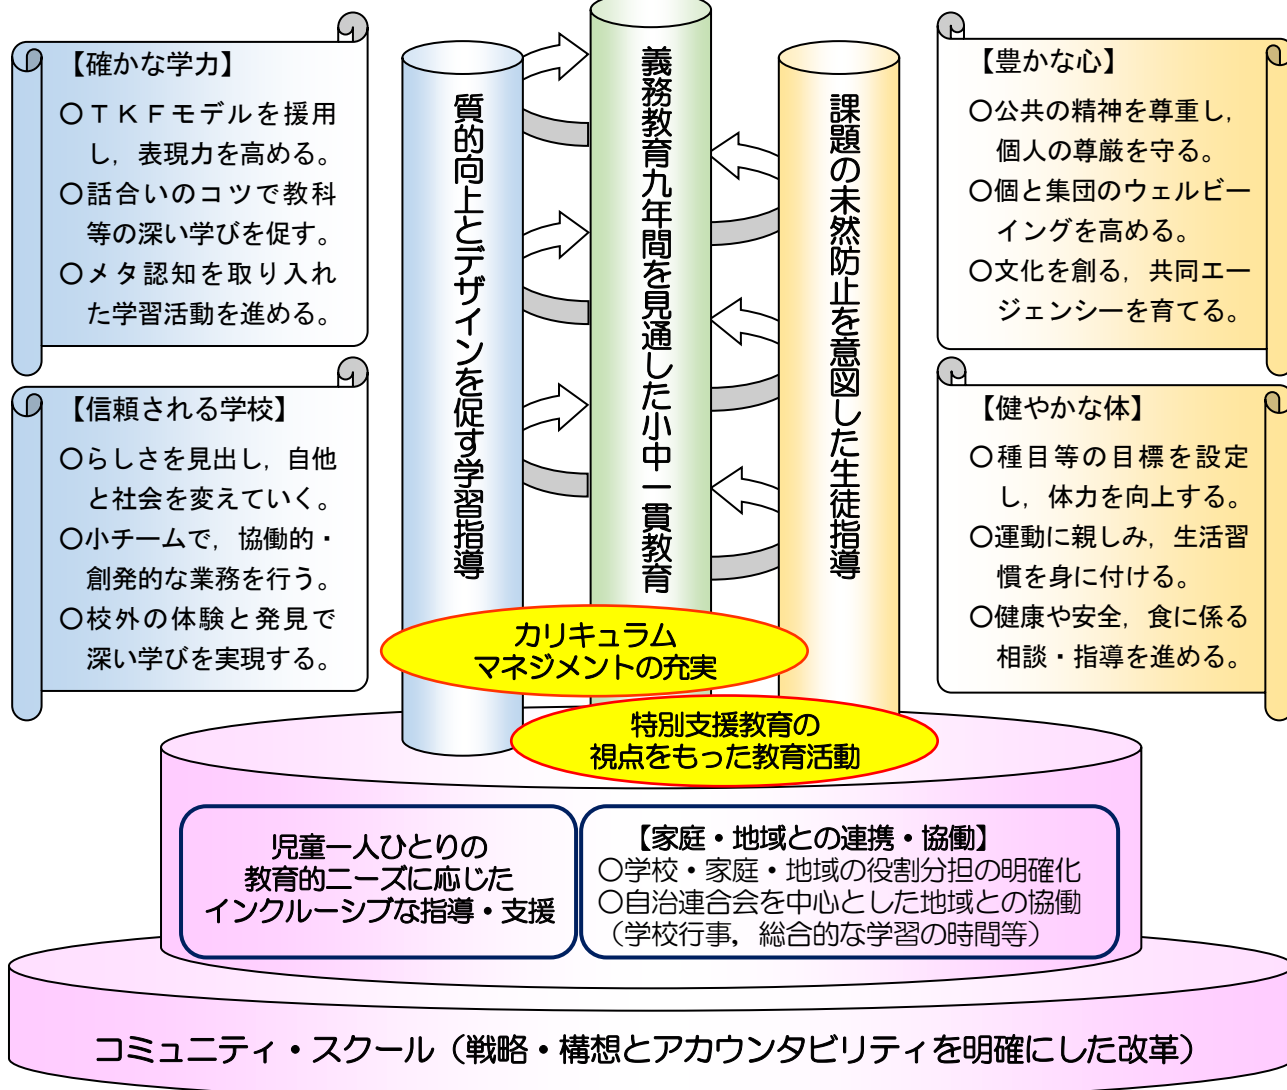 【確かな学力】
○ＴＫＦモデルを援用
し，表現力を高める。
○話合いのコツで教科
等の深い学びを促す。
○メタ認知を取り入れ
た学習活動を進める。
【信頼される学校】
○らしさを見出し，自他
と社会を変えていく。
○小チームで，協働的・
創発的な業務を行う。
○校外の体験と発見で
深い学びを実現する。
質的向上とデザインを促す学習指導
義務教育九年間を見通した小中一貫教育
課題の未然防止を意図した生徒指導
【豊かな心】
○公共の精神を尊重し，
個人の尊厳を守る。
○個と集団のウェルビー
イングを高める。
○文化を創る，共同エー
ジェンシーを育てる。
【健やかな体】
○種目等の目標を設定
し，体力を向上する。
○運動に親しみ，生活習
慣を身に付ける。
○健康や安全，食に係る
相談・指導を進める。
カリキュラム
マネジメントの充実
特別支援教育の
視点をもった教育活動
児童一人ひとりの
教育的ニーズに応じた
インクルーシブな指導・支援
【家庭・地域との連携・協働】
○学校・家庭・地域の役割分担の明確化
○自治連合会を中心とした地域との協働
（学校行事，総合的な学習の時間等）
コミュニティ・スクール（戦略・構想とアカウンタビリティを明確にした改革）